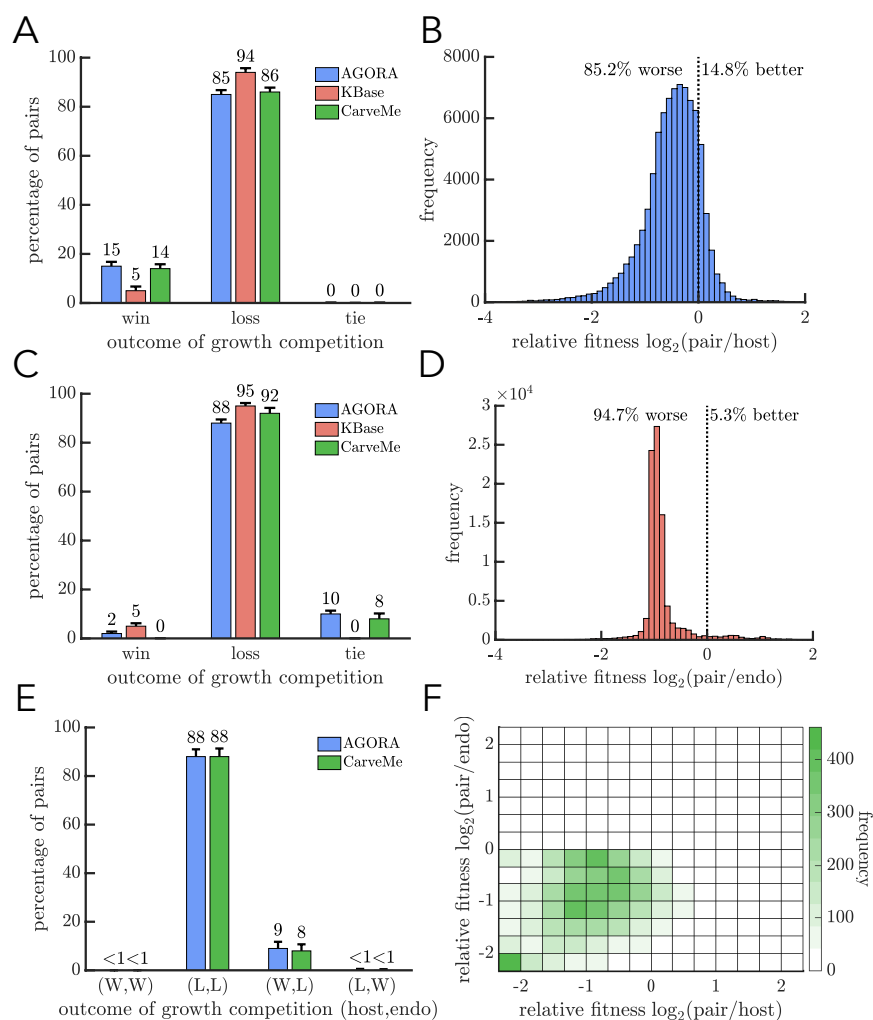 A
percentage of pairs
100
80
60
40
20
0
15
5
14
85
94
86
0
0
0
AGORA
KBase
CarveMe
win
loss
tie
outcome of growth competition
B
frequency
8000
6000
4000
2000
0
85.2% worse
14.8% better
-4
-2
0
2
relative fitness log2(pair/host)
C
percentage of pairs
100
80
60
40
20
0
2
5
0
88
95
92
10
0
8
AGORA
KBase
CarveMe
win
loss
tie
outcome of growth competition
D
×10⁴
frequency
3
2.5
2
1.5
1
0.5
0
94.7% worse
5.3% better
-4
-2
0
2
relative fitness log2(pair/endo)
E
percentage of pairs
100
80
60
40
20
0
<1
<1
88
88
9
8
<1
<1
AGORA
CarveMe
(W,W)
(L,L)
(W,L)
(L,W)
outcome of growth competition (host,endo)
F
relative fitness log2(pair/endo)
2
1
0
-1
-2
-2
-1
0
1
2
relative fitness log2(pair/host)
400
300
200
100
0
frequency